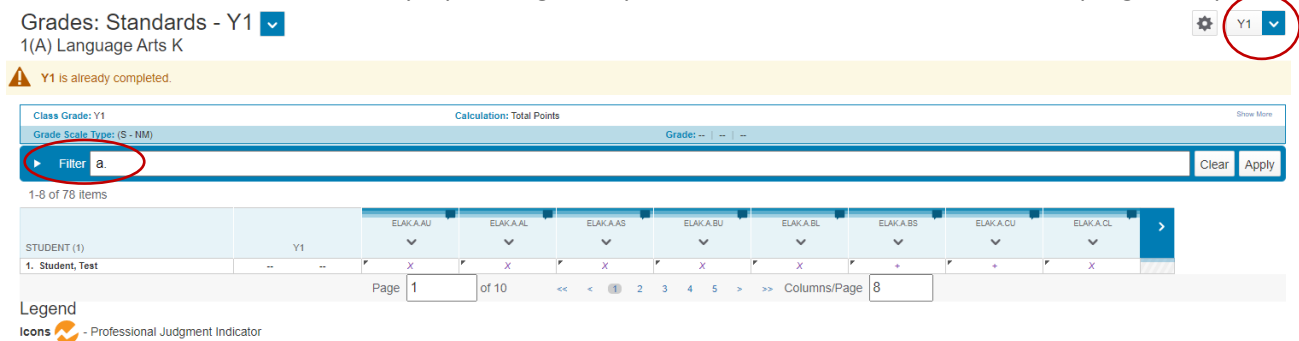 Grades: Standards - Y1
Y1
1(A) Language Arts K
Y1 is already completed.
Class Grade: Y1 Calculation: Total Points Show More
Grade Scale Type: (S - NM) Grade: -- | -- | --
Filter a. Clear Apply
1-8 of 78 items
ELAK.A.AU ELAK.A.AL ELAK.A.AS ELAK.A.BU ELAK.A.BL ELAK.A.BS ELAK.A.CU ELAK.A.CL
STUDENT (1) Y1
1. Student, Test -- -- X X X X X + + X
Page 1 of 10 << < 1 2 3 4 5 > >> Columns/Page 8
Legend
Icons - Professional Judgment Indicator